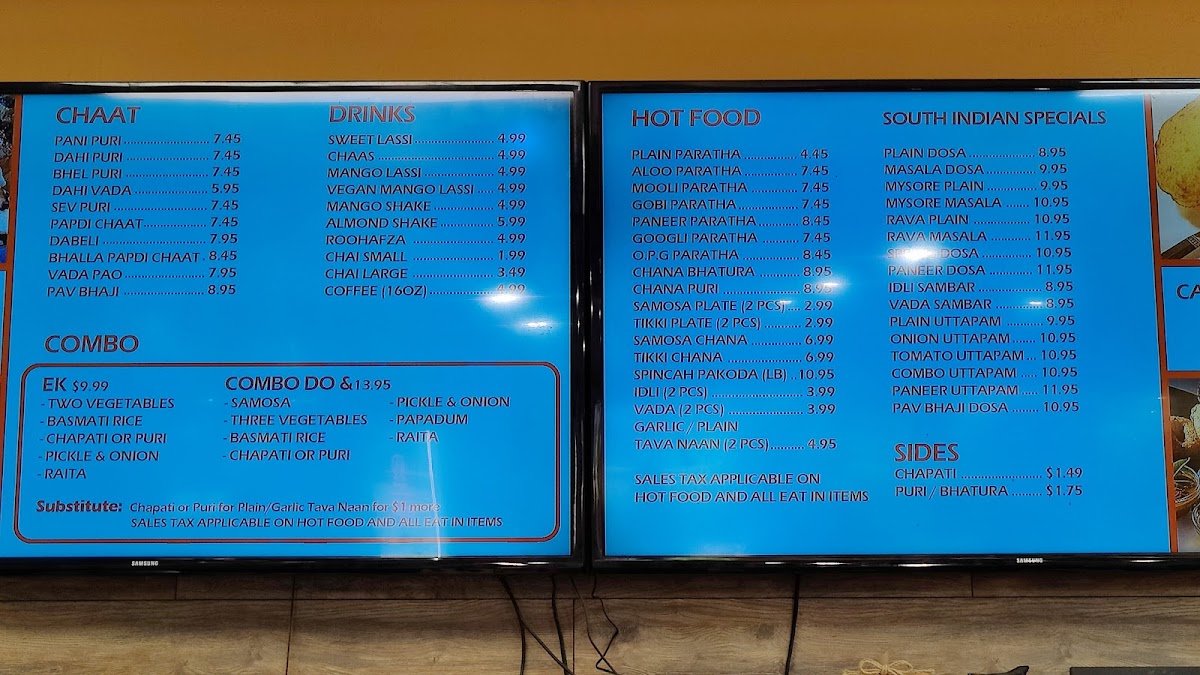 CHAAT
PANI PURI 7.45
DAHI PURI 7.45
BHEL PURI 7.45
DAHI VADA 5.95
SEV PURI 7.45
PAPDI CHAAT 7.45
DABELI 7.95
BHALLA PAPDI CHAAT 8.45
VADA PAO 7.95
PAV BHAJI 8.95
DRINKS
SWEET LASSI 4.99
CHAAS 4.99
MANGO LASSI 4.99
VEGAN MANGO LASSI 4.99
MANGO SHAKE 4.99
ALMOND SHAKE 5.99
ROOHAFZA 4.99
CHAI SMALL 1.99
CHAI LARGE 3.49
COFFEE (16OZ) 4.99
COMBO
EK $9.99
- TWO VEGETABLES
- BASMATI RICE
- CHAPATI OR PURI
- PICKLE & ONION
- RAITA
COMBO DO &13.95
- SAMOSA
- THREE VEGETABLES
- BASMATI RICE
- CHAPATI OR PURI
- PICKLE & ONION
- PAPADUM
- RAITA
Substitute: Chapati or Puri for Plain/Garlic Tava Naan for $1 more
SALES TAX APPLICABLE ON HOT FOOD AND ALL EAT IN ITEMS
SAMSUNG
HOT FOOD
PLAIN PARATHA 4.45
ALOO PARATHA 7.45
MOOLI PARATHA 7.45
GOBI PARATHA 7.45
PANEER PARATHA 8.45
GOOGLI PARATHA 7.45
O.P.G PARATHA 8.45
CHANA BHATURA 8.95
CHANA PURI 8.95
SAMOSA PLATE (2 PCS) 2.99
TIKKI PLATE (2 PCS) 2.99
SAMOSA CHANA 6.99
TIKKI CHANA 6.99
SPINCAH PAKODA (LB) 10.95
IDLI (2 PCS) 3.99
VADA (2 PCS) 3.99
GARLIC / PLAIN
TAVA NAAN (2 PCS) 4.95
SALES TAX APPLICABLE ON
HOT FOOD AND ALL EAT IN ITEMS
SOUTH INDIAN SPECIALS
PLAIN DOSA 8.95
MASALA DOSA 9.95
MYSORE PLAIN 9.95
MYSORE MASALA 10.95
RAVA PLAIN 10.95
RAVA MASALA 11.95
DOSA 10.95
PANEER DOSA 11.95
IDLI SAMBAR 8.95
VADA SAMBAR 8.95
PLAIN UTTAPAM 9.95
ONION UTTAPAM 10.95
TOMATO UTTAPAM 10.95
COMBO UTTAPAM 10.95
PANEER UTTAPAM 11.95
PAV BHAJI DOSA 10.95
SIDES
CHAPATI $1.49
PURI / BHATURA $1.75
SAMSUNG
CA